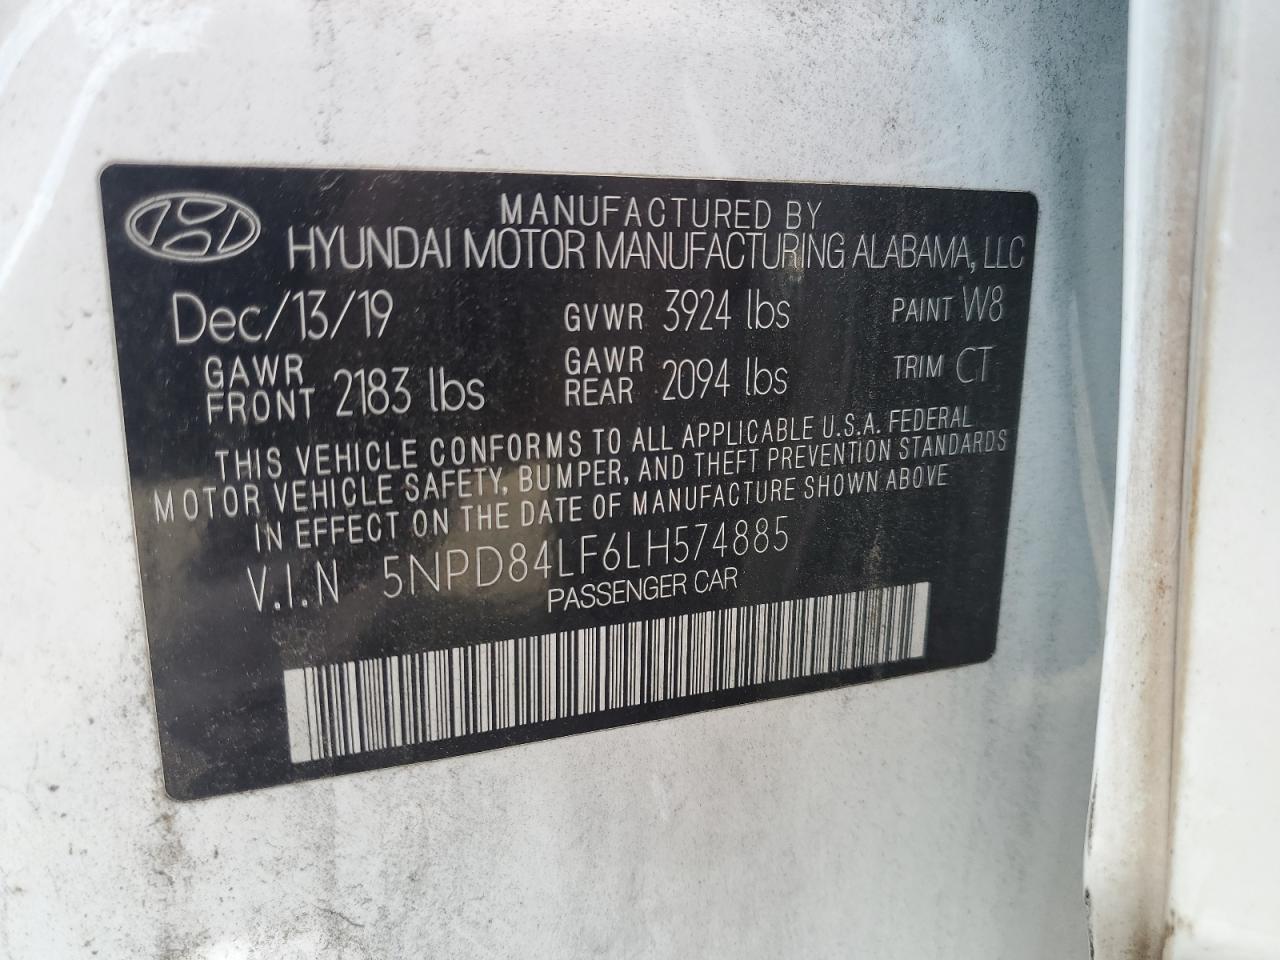 MANUFACTURED BY
HYUNDAI MOTOR MANUFACTURING ALABAMA, LLC
Dec/13/19 GVWR 3924 lbs PAINT W8
GAWR FRONT 2183 lbs GAWR REAR 2094 lbs TRIM CT
THIS VEHICLE CONFORMS TO ALL APPLICABLE U.S.A. FEDERAL
MOTOR VEHICLE SAFETY, BUMPER, AND THEFT PREVENTION STANDARDS
IN EFFECT ON THE DATE OF MANUFACTURE SHOWN ABOVE
V.I.N 5NPD84LF6LH574885
PASSENGER CAR